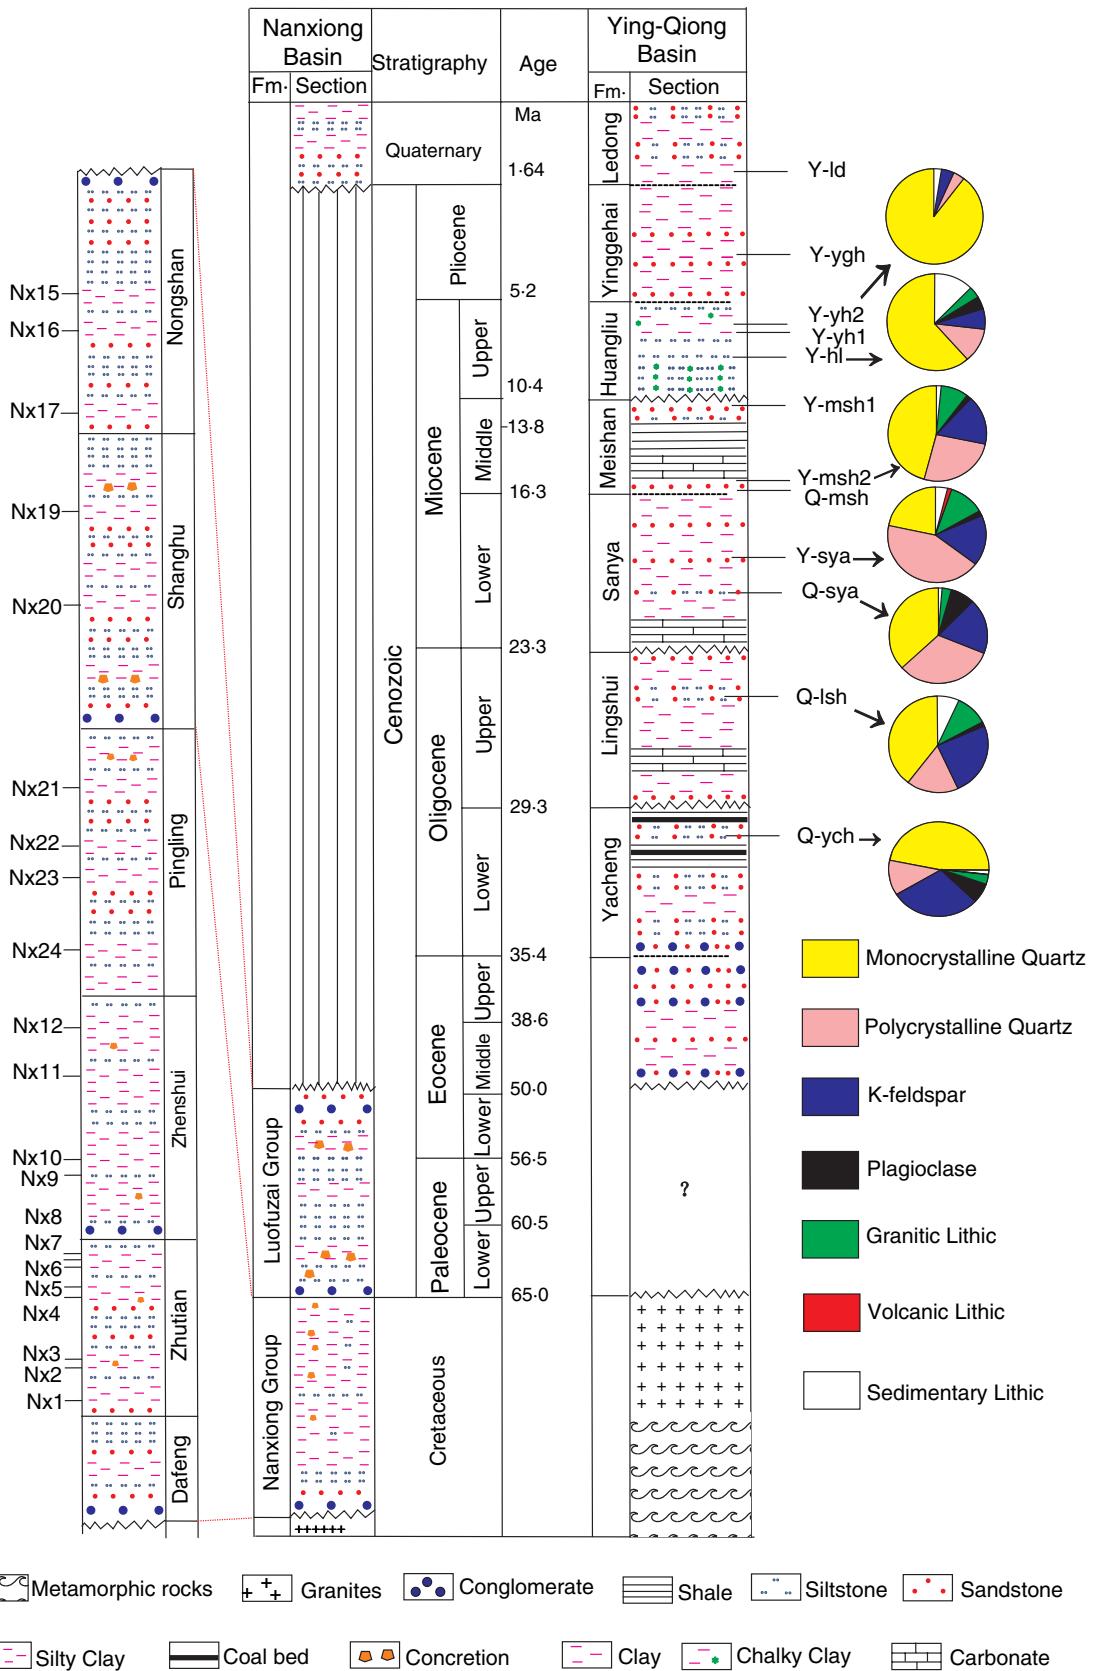 Nanxiong
Basin
Stratigraphy
Age
Ying-Qiong
Basin
Fm·
Section
Fm·
Section
Nongshan
Nx15
Nx16
Nx17
Shanghu
Nx19
Nx20
Pingling
Nx21
Nx22
Nx23
Nx24
Zhenshui
Nx12
Nx11
Nx10
Nx9
Nx8
Zhutian
Nx7
Nx6
Nx5
Nx4
Nx3
Nx2
Nx1
Dafeng
Luofuzai Group
Nanxiong Group
Quaternary
Cenozoic
Pliocene
Miocene
Upper
Middle
Lower
Oligocene
Upper
Lower
Eocene
Upper
Middle
Lower
Paleocene
Upper
Lower
Cretaceous
Ma
1·64
5·2
10·4
13·8
16·3
23·3
29·3
35·4
38·6
50·0
56·5
60·5
65·0
Ledong
Yinggehai
Huangliu
Meishan
Sanya
Lingshui
Yacheng
?
Y-ld
Y-ygh
Y-yh2
Y-yh1
Y-hl
Y-msh1
Y-msh2
Q-msh
Y-sya
Q-sya
Q-lsh
Q-ych
Monocrystalline Quartz
Polycrystalline Quartz
K-feldspar
Plagioclase
Granitic Lithic
Volcanic Lithic
Sedimentary Lithic
Metamorphic rocks
Granites
Conglomerate
Shale
Siltstone
Sandstone
Silty Clay
Coal bed
Concretion
Clay
Chalky Clay
Carbonate